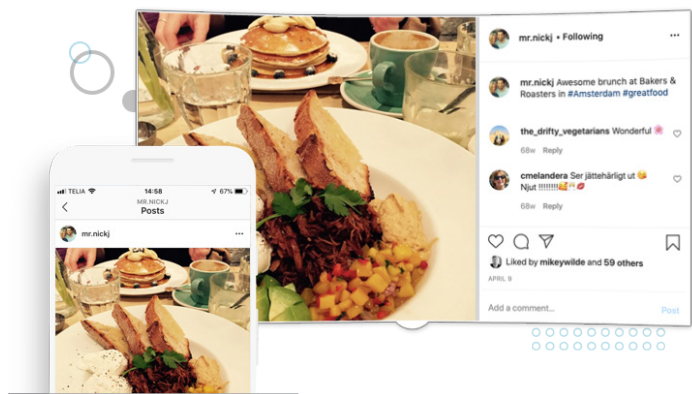 mr.nickj • Following
mr.nickj Awesome brunch at Bakers &
Roasters in #Amsterdam #greatfood
the_drifty_vegetarians Wonderful 🌸
68w Reply
cmelandera Ser jättehärligt ut 😋
Njut !!!!!!!!🥰🥂💋
68w Reply
Liked by mikeywilde and 59 others
APRIL 9
Add a comment...
Post
TELIA 14:58 67%
MR.NICKJ
Posts
mr.nickj